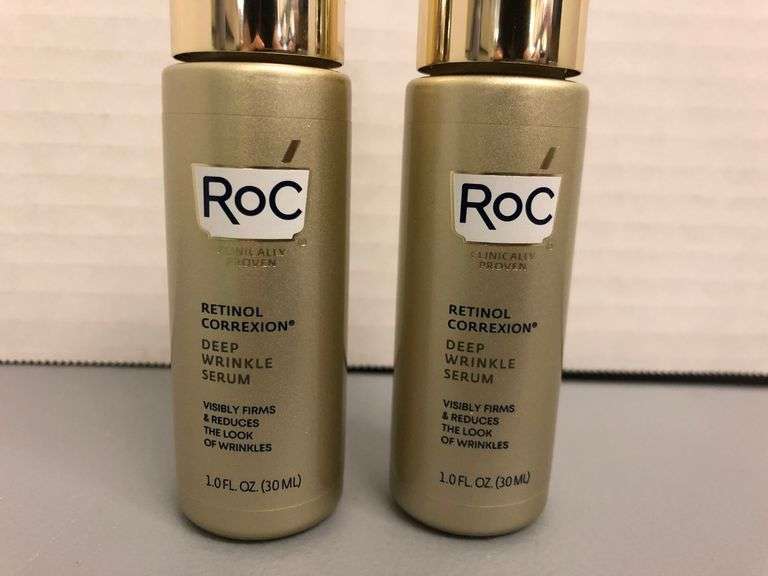 RoC
CLINICALLY
PROVEN
RETINOL
CORREXION®
DEEP
WRINKLE
SERUM
VISIBLY FIRMS
& REDUCES
THE LOOK
OF WRINKLES
1.0 FL. OZ. (30 ML)
RoC
CLINICALLY
PROVEN
RETINOL
CORREXION®
DEEP
WRINKLE
SERUM
VISIBLY FIRMS
& REDUCES
THE LOOK
OF WRINKLES
1.0 FL. OZ. (30 ML)